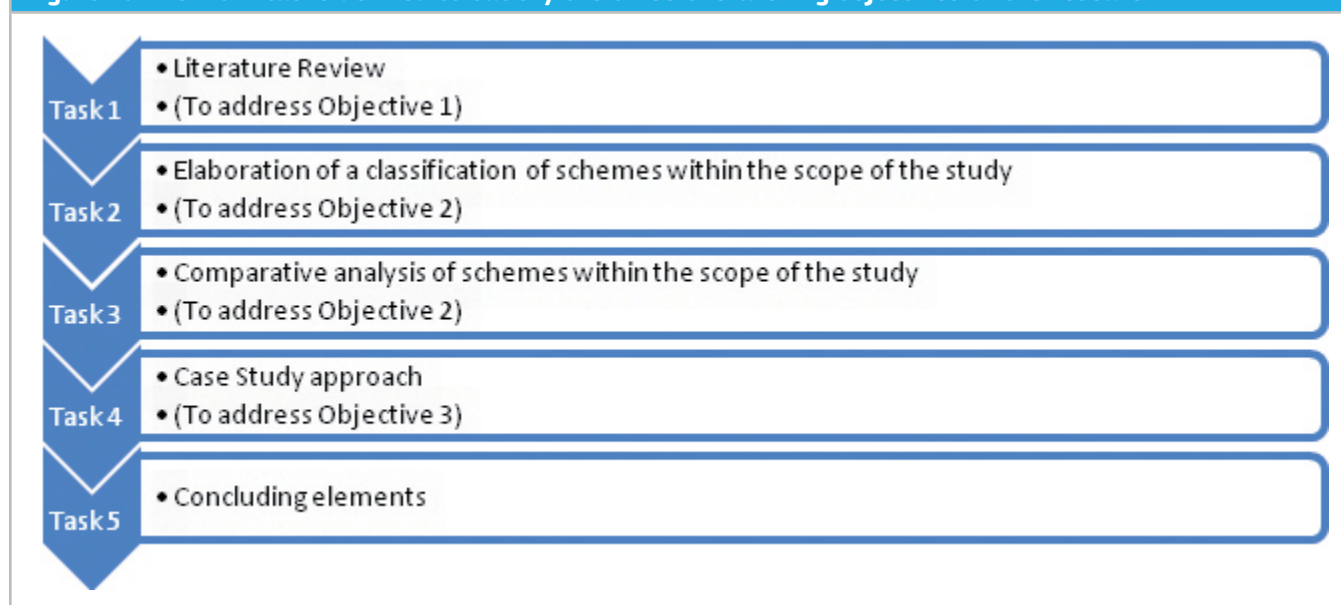 Task 1
• Literature Review
• (To address Objective 1)
Task 2
• Elaboration of a classification of schemes within the scope of the study
• (To address Objective 2)
Task 3
• Comparative analysis of schemes within the scope of the study
• (To address Objective 2)
Task 4
• Case Study approach
• (To address Objective 3)
Task 5
• Concluding elements